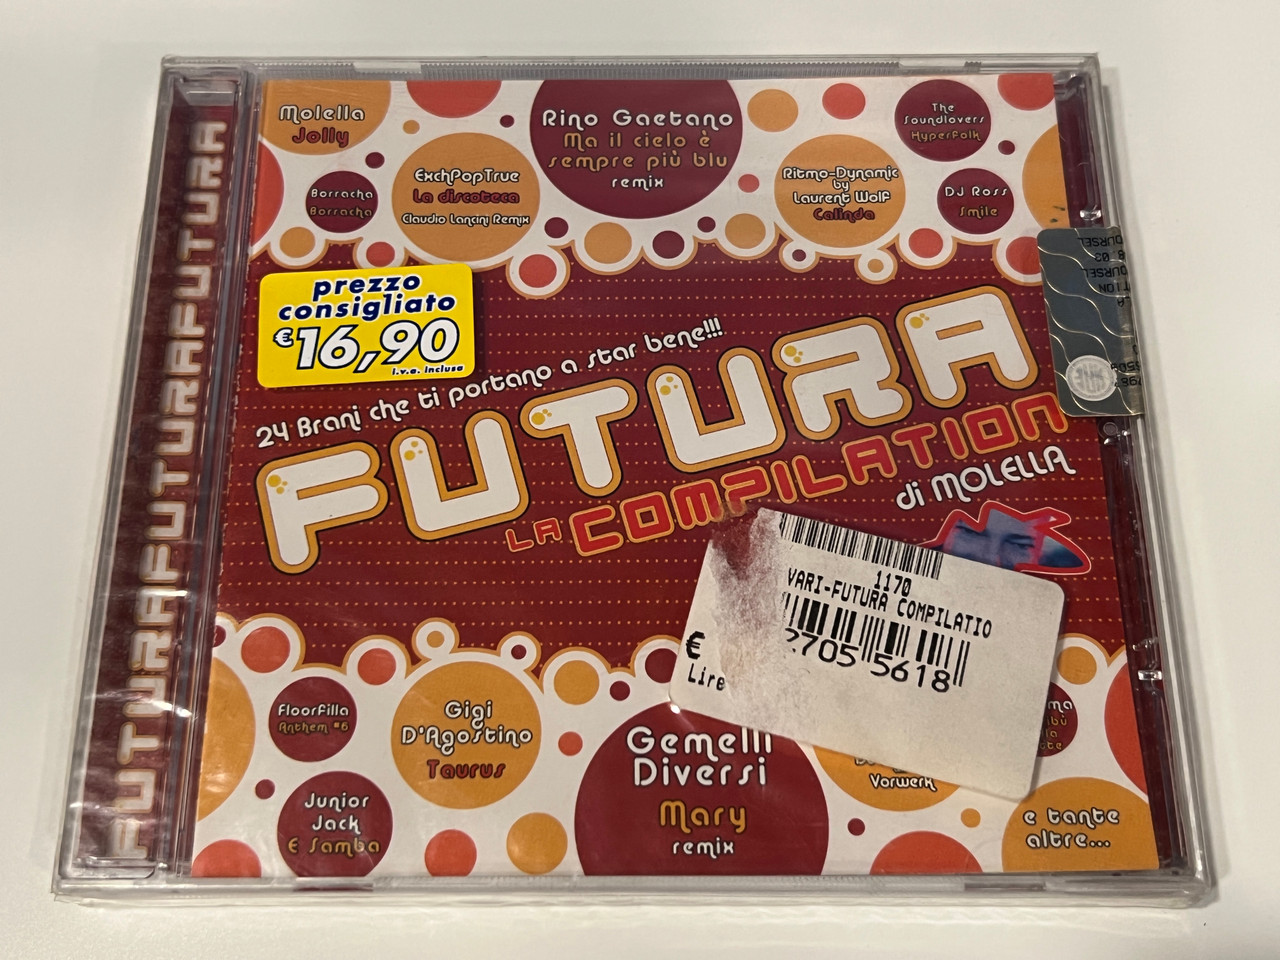 FUTURAFUTURAFUTURA
Molella
Jolly
Borracha
Borracha
ExchPopTrue
La discoteca
Claudio Lancini Remix
Rino Gaetano
Ma il cielo è
sempre più blu
remix
Ritmo-Dynamic
by
Laurent Wolf
Calinda
The
Soundlovers
Hyperfolk
DJ Ross
Smile
prezzo
consigliato
€16,90
i.v.a. inclusa
24 Brani che ti portano a star bene!!!
FUTURA
LA COMPILATION
di MOLELLA
1170
VARI-FUTURA COMPILATIO
€
2705 5618
Lire
FloorFilla
Anthem #6
Junior
Jack
E Samba
Gigi
D'Agostino
Taurus
Gemelli
Diversi
Mary
remix
Vorwerk
e tante
altre...